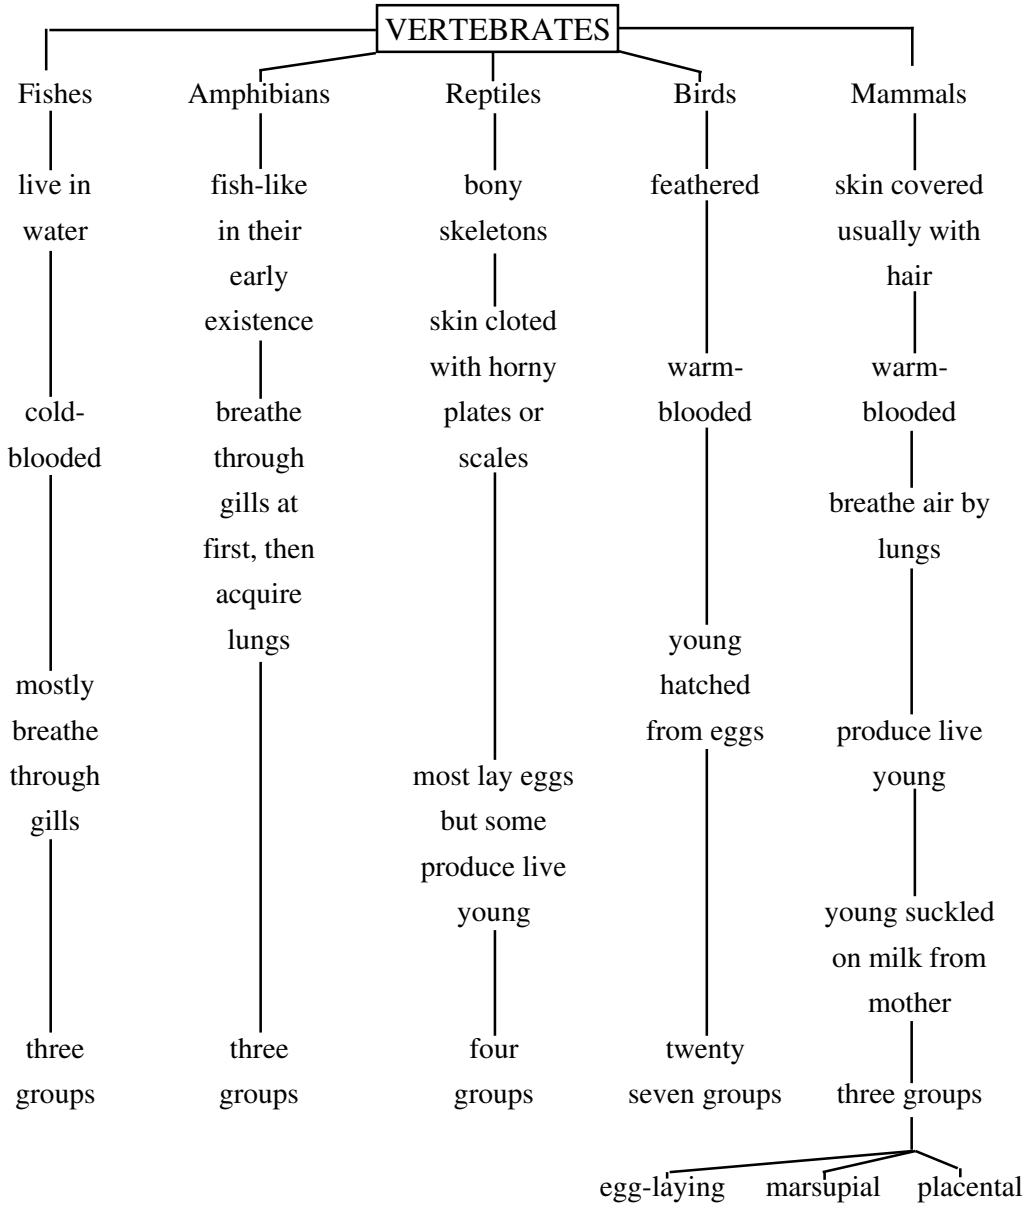 VERTEBRATES
Fishes
live in
water
cold-
blooded
mostly
breathe
through
gills
three
groups
Amphibians
fish-like
in their
early
existence
breathe
through
gills at
first, then
acquire
lungs
three
groups
Reptiles
bony
skeletons
skin cloted
with horny
plates or
scales
most lay eggs
but some
produce live
young
four
groups
Birds
feathered
warm-
blooded
young
hatched
from eggs
twenty
seven groups
Mammals
skin covered
usually with
hair
warm-
blooded
breathe air by
lungs
produce live
young
young suckled
on milk from
mother
three groups
egg-laying
marsupial
placental